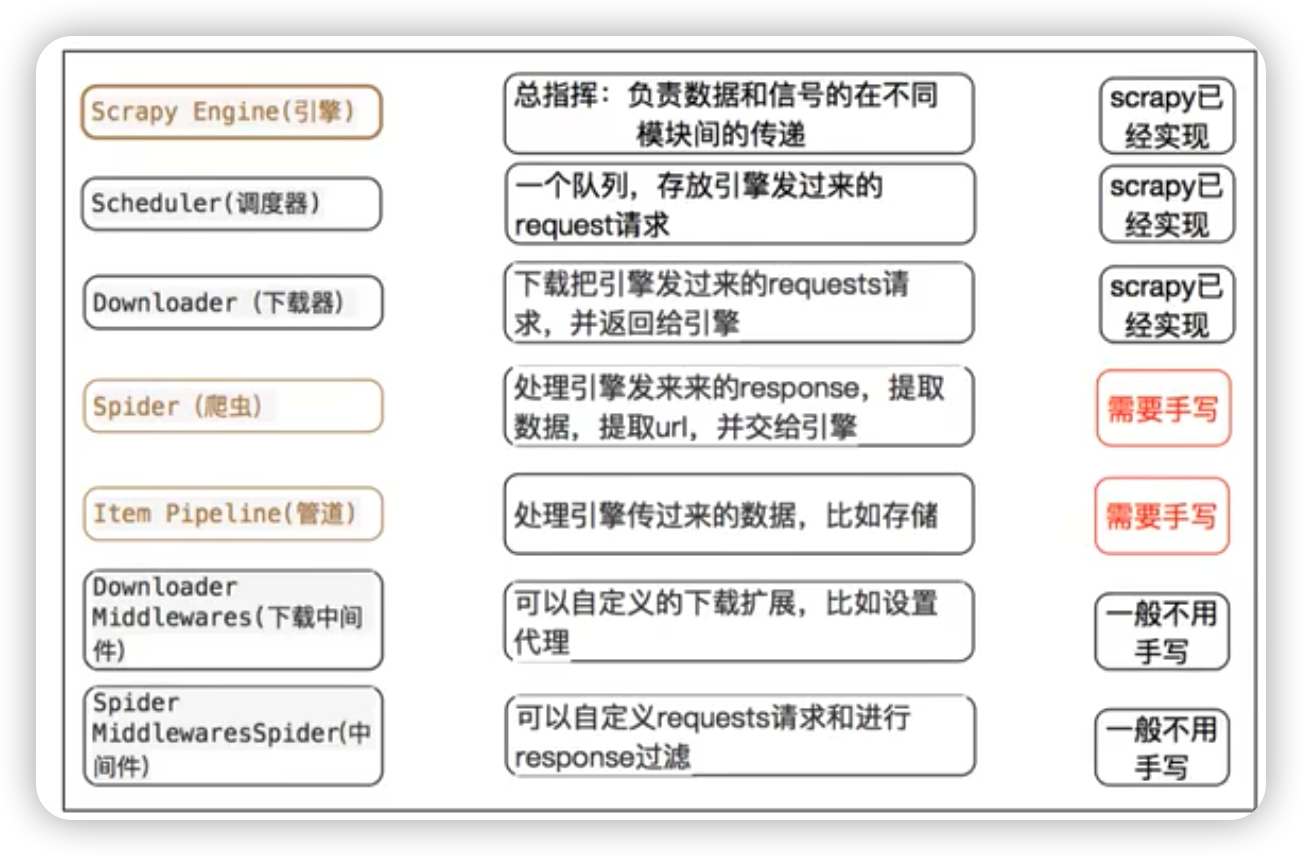 Scrapy Engine(引擎)
总指挥：负责数据和信号的在不同
模块间的传递
scrapy已
经实现
Scheduler(调度器)
一个队列，存放引擎发过来的
request请求
scrapy已
经实现
Downloader（下载器）
下载把引擎发过来的requests请
求，并返回给引擎
scrapy已
经实现
Spider（爬虫）
处理引擎发来来的response，提取
数据，提取url，并交给引擎
需要手写
Item Pipeline(管道)
处理引擎传过来的数据，比如存储
需要手写
Downloader
Middlewares(下载中间
件)
可以自定义的下载扩展，比如设置
代理
一般不用
手写
Spider
MiddlewaresSpider(中
间件)
可以自定义requests请求和进行
response过滤
一般不用
手写